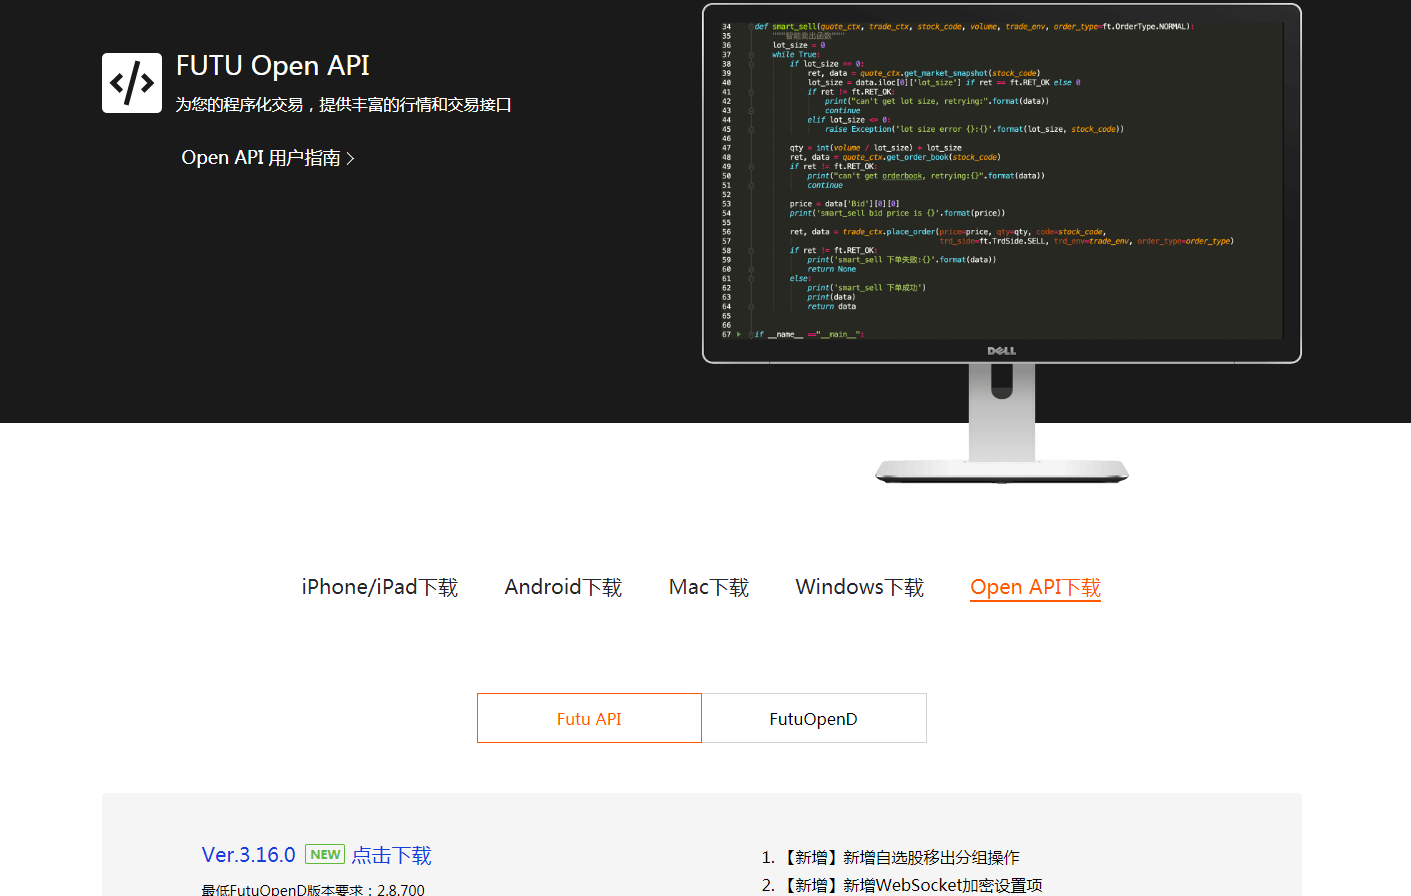 FUTU Open API
为您的程序化交易，提供丰富的行情和交易接口
Open API 用户指南 >
34 def smart_sell(quote_ctx, trade_ctx, stock_code, volume, trade_env, order_type=ft.OrderType.NORMAL):
35 """智能卖出函数"""
36 lot_size = 0
37 while True:
38 if lot_size == 0:
39 ret, data = quote_ctx.get_market_snapshot(stock_code)
40 lot_size = data.iloc[0]['lot_size'] if ret == ft.RET_OK else 0
41 if ret != ft.RET_OK:
42 print("can't get lot size, retrying:".format(data))
43 continue
44 elif lot_size <= 0:
45 raise Exception('lot size error {}:{}'.format(lot_size, stock_code))
46
47 qty = int(volume / lot_size) * lot_size
48 ret, data = quote_ctx.get_order_book(stock_code)
49 if ret != ft.RET_OK:
50 print("can't get orderbook, retrying:{}".format(data))
51 continue
52
53 price = data['Bid'][0][0]
54 print('smart_sell bid price is {}'.format(price))
55
56 ret, data = trade_ctx.place_order(price=price, qty=qty, code=stock_code,
57 trd_side=ft.TrdSide.SELL, trd_env=trade_env, order_type=order_type)
58 if ret != ft.RET_OK:
59 print('smart_sell 下单失败:{}'.format(data))
60 return None
61 else:
62 print('smart_sell 下单成功')
63 print(data)
64 return data
65
66
67 if __name__ =="__main__":
DELL
iPhone/iPad下载 Android下载 Mac下载 Windows下载 Open API下载
Futu API FutuOpenD
Ver.3.16.0 NEW 点击下载
最低FutuOpenD版本要求：2.8.700
1. 【新增】新增自选股移出分组操作
2. 【新增】新增WebSocket加密设置项